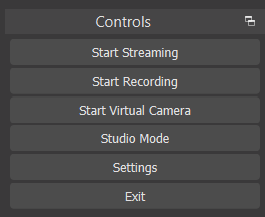 Controls
Start Streaming
Start Recording
Start Virtual Camera
Studio Mode
Settings
Exit